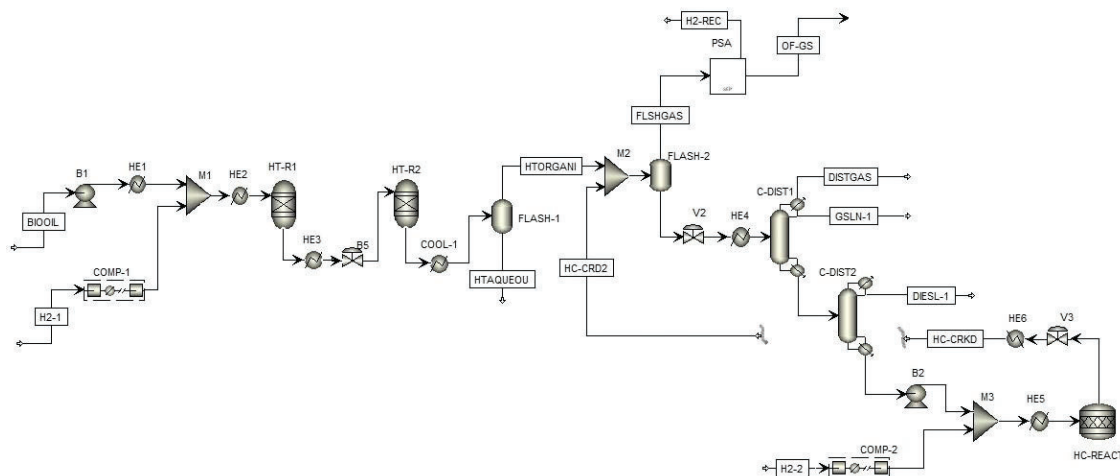 H2-REC
PSA
OF-GS
FLSHGAS
B1
HE1
M1
HE2
HT-R1
HT-R2
HTORGANI
M2
FLASH-2
C-DIST1
DISTGAS
BIOOIL
FLASH-1
V2
HE4
GSLN-1
HE3
B5
COOL-1
COMP-1
HC-CRD2
HTAQUEOU
C-DIST2
DIESL-1
H2-1
HC-CRKD
HE6
V3
B2
M3
HE5
H2-2
COMP-2
HC-REACT